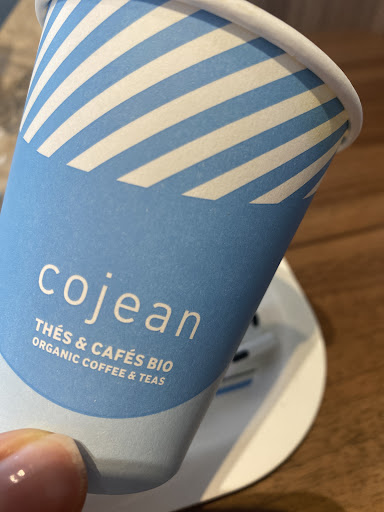 cojean
THÉS & CAFÉS BIO
ORGANIC COFFEE & TEAS